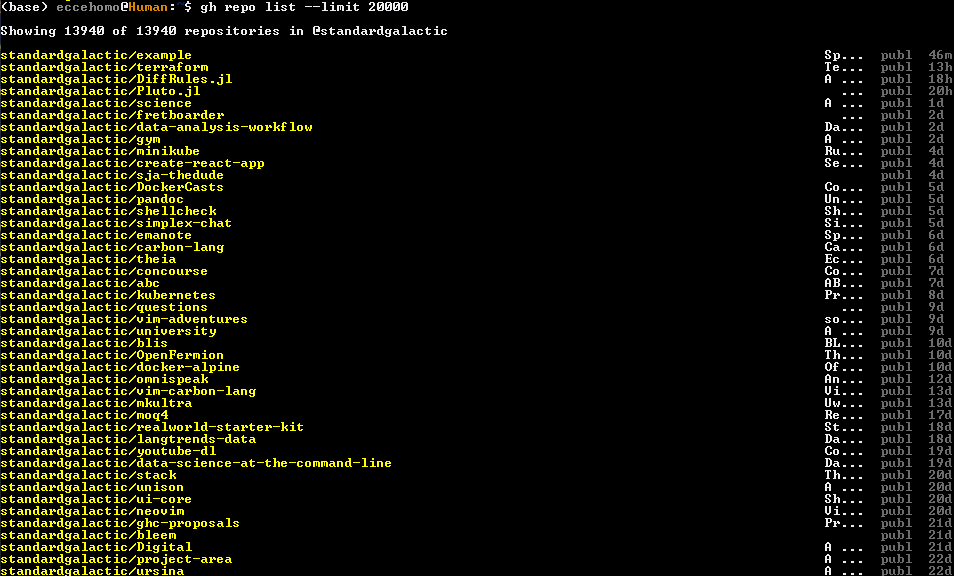 (base) eccehomo@Human:~$ gh repo list --limit 20000
Showing 13940 of 13940 repositories in @standardgalactic
standardgalactic/example Sp... publ 46m
standardgalactic/terraform Te... publ 13h
standardgalactic/DiffRules.jl A ... publ 18h
standardgalactic/Pluto.jl ... publ 20h
standardgalactic/science A ... publ 1d
standardgalactic/fretboarder ... publ 2d
standardgalactic/data-analysis-workflow Da... publ 2d
standardgalactic/gym A ... publ 2d
standardgalactic/minikube Ru... publ 4d
standardgalactic/create-react-app Se... publ 4d
standardgalactic/sja-thedude publ 4d
standardgalactic/DockerCasts Co... publ 5d
standardgalactic/pandoc Un... publ 5d
standardgalactic/shellcheck Sh... publ 5d
standardgalactic/simplex-chat Si... publ 5d
standardgalactic/emanote Sp... publ 6d
standardgalactic/carbon-lang Ca... publ 6d
standardgalactic/theia Ec... publ 6d
standardgalactic/concourse Co... publ 7d
standardgalactic/abc AB... publ 7d
standardgalactic/kubernetes Pr... publ 8d
standardgalactic/questions ... publ 9d
standardgalactic/vim-adventures so... publ 9d
standardgalactic/university A ... publ 9d
standardgalactic/blis BL... publ 10d
standardgalactic/OpenFermion Th... publ 10d
standardgalactic/docker-alpine Of... publ 10d
standardgalactic/omnispeak An... publ 12d
standardgalactic/vim-carbon-lang Vi... publ 13d
standardgalactic/mkultra Uw... publ 13d
standardgalactic/moq4 Re... publ 17d
standardgalactic/realworld-starter-kit St... publ 18d
standardgalactic/langtrends-data Da... publ 18d
standardgalactic/youtube-dl Co... publ 19d
standardgalactic/data-science-at-the-command-line Da... publ 19d
standardgalactic/stack Th... publ 20d
standardgalactic/unison A ... publ 20d
standardgalactic/ui-core Sh... publ 20d
standardgalactic/neovim Vi... publ 20d
standardgalactic/ghc-proposals Pr... publ 21d
standardgalactic/bleem publ 21d
standardgalactic/Digital A ... publ 21d
standardgalactic/project-area A ... publ 22d
standardgalactic/ursina A ... publ 22d